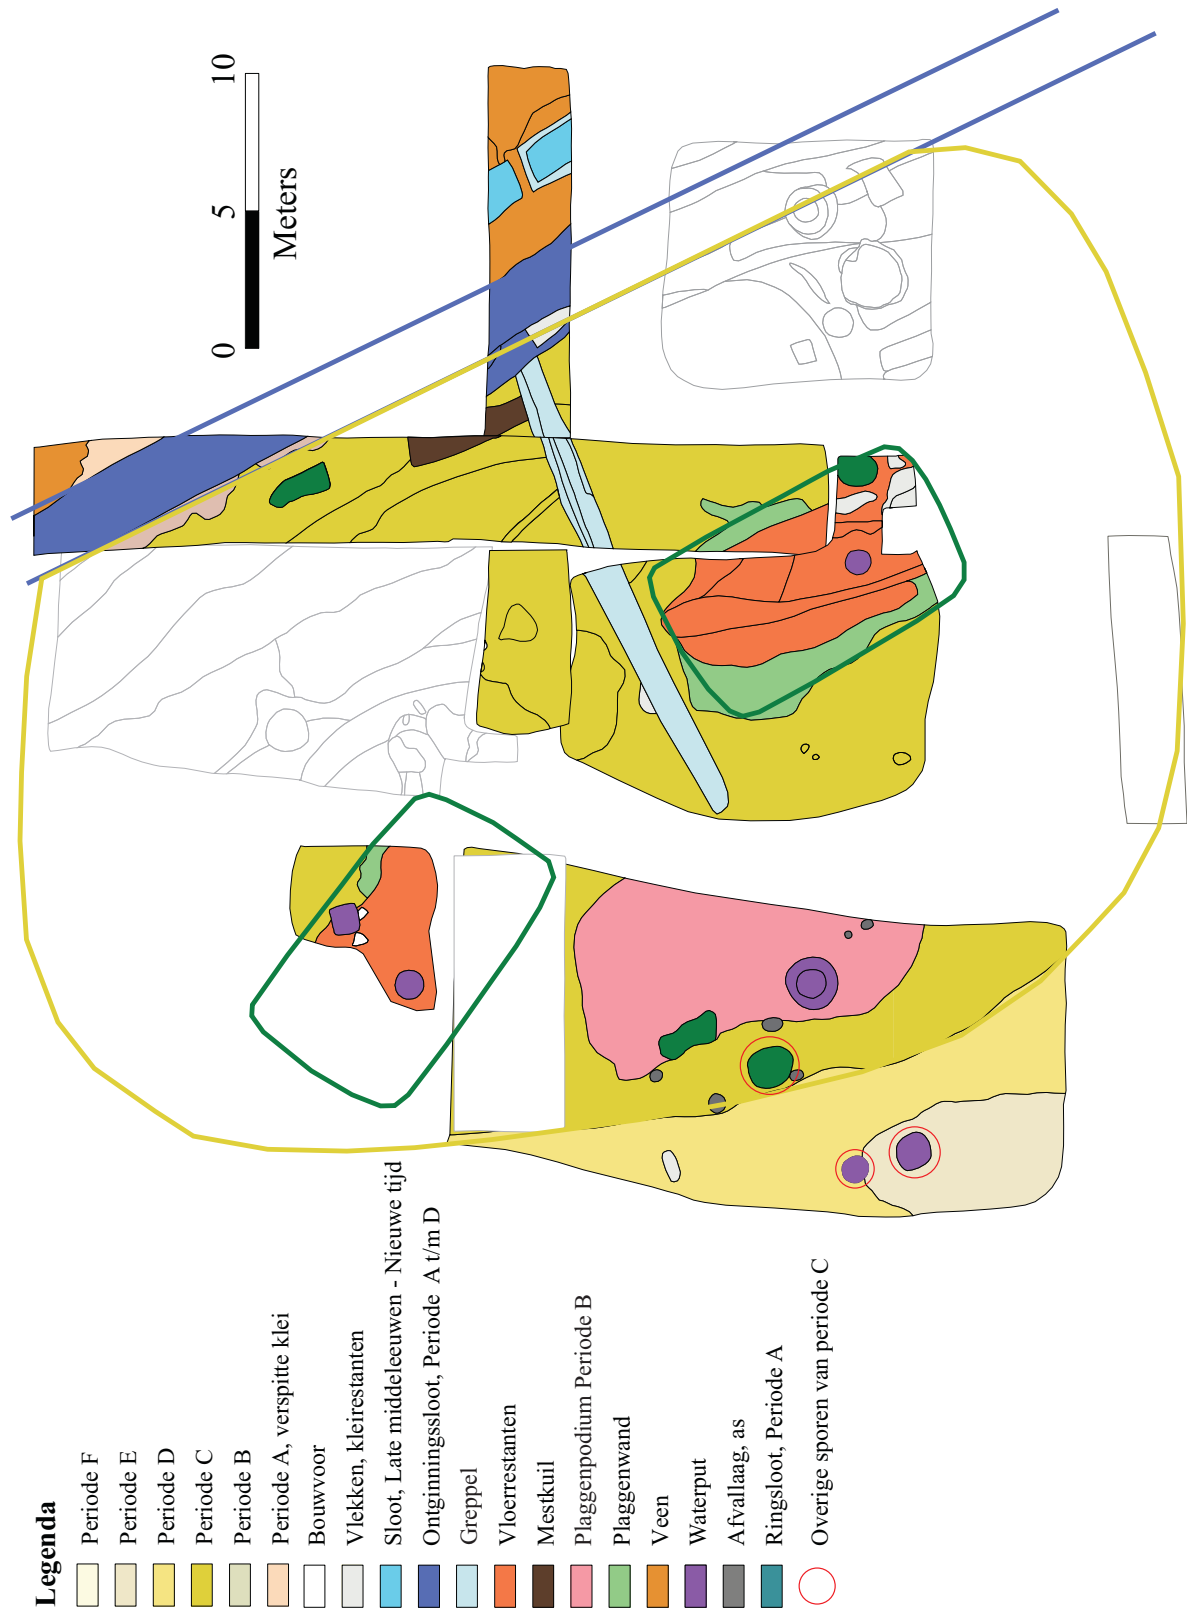 Legenda
Periode F
Periode E
Periode D
Periode C
Periode B
Periode A, verspitte klei
Bouwvoor
Vlekken, kleirestanten
Sloot, Late middeleeuwen - Nieuwe tijd
Ontginningssloot, Periode A t/m D
Greppel
Vloerrestanten
Mestkuil
Plaggenpodium Periode B
Plaggenwand
Veen
Waterput
Afvallaag, as
Ringsloot, Periode A
Overige sporen van periode C
0 5 10
Meters